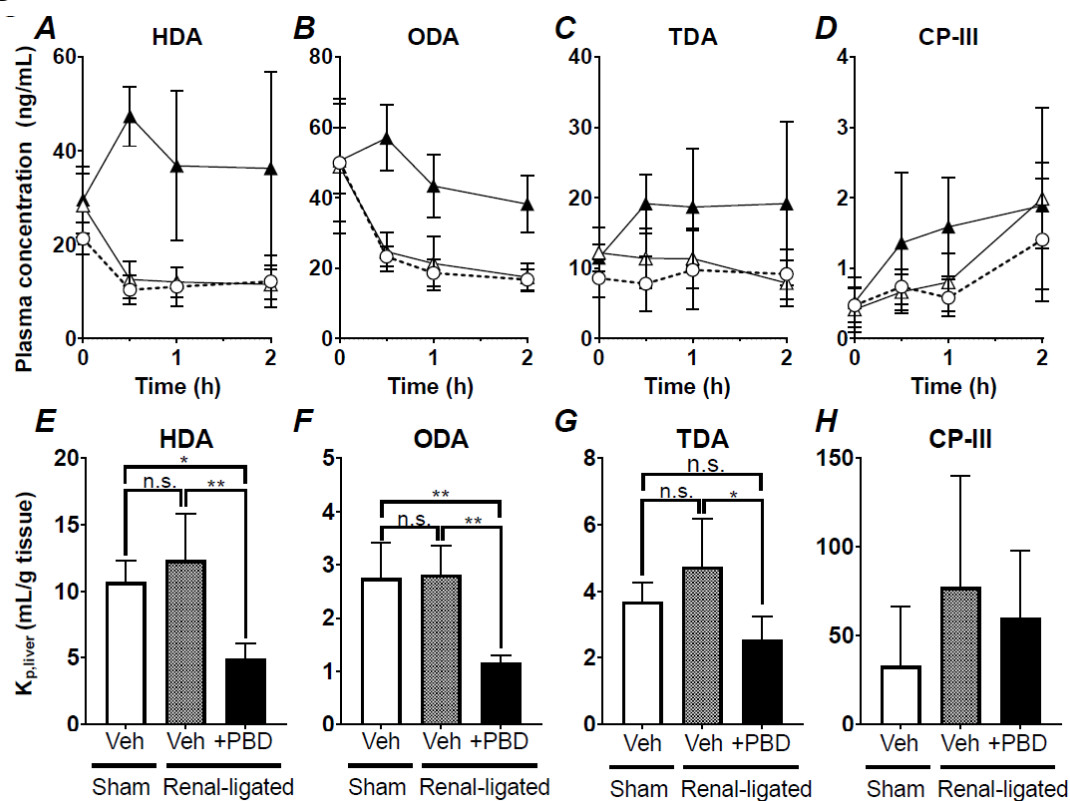 A HDA B ODA C TDA D CP-III
Plasma concentration (ng/mL)
60 80 40 4
40 60 30 3
40 20 2
20 20 10 1
0 0 0 0
0 1 2 0 1 2 0 1 2 0 1 2
Time (h) Time (h) Time (h) Time (h)
E HDA F ODA G TDA H CP-III
K p,liver (mL/g tissue)
20 5 8 150
* ** n.s.
n.s. ** n.s. ** n.s. *
15 4 6 100
10 3 4 50
5 2 2
1
0 0 0 0
Veh Veh +PBD Veh Veh +PBD Veh Veh +PBD Veh Veh +PBD
Sham Renal-ligated Sham Renal-ligated Sham Renal-ligated Sham Renal-ligated